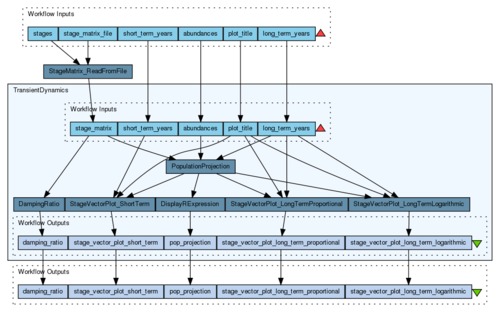 Workflow Inputs
stages stage_matrix_file short_term_years abundances plot_title long_term_years
StageMatrix_ReadFromFile
TransientDynamics
Workflow Inputs
stage_matrix short_term_years abundances plot_title long_term_years
PopulationProjection
DampingRatio StageVectorPlot_ShortTerm DisplayRExpression StageVectorPlot_LongTermProportional StageVectorPlot_LongTermLogarithmic
Workflow Outputs
damping_ratio stage_vector_plot_short_term pop_projection stage_vector_plot_long_term_proportional stage_vector_plot_long_term_logarithmic
Workflow Outputs
damping_ratio stage_vector_plot_short_term pop_projection stage_vector_plot_long_term_proportional stage_vector_plot_long_term_logarithmic